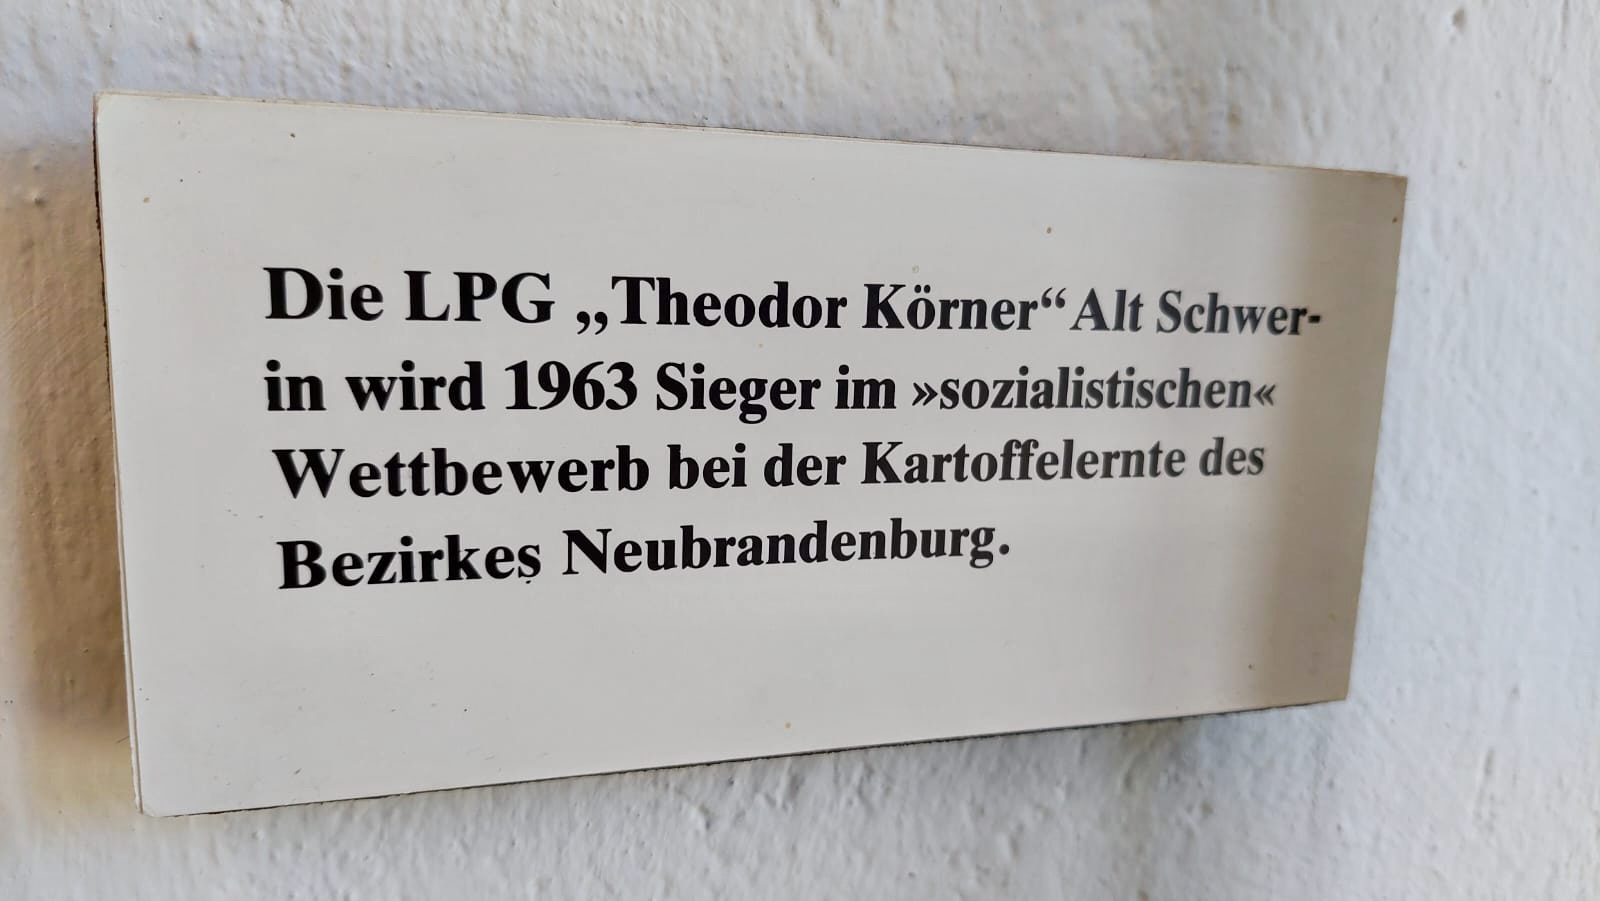 Die LPG „Theodor Körner“ Alt Schwer-
in wird 1963 Sieger im »sozialistischen«
Wettbewerb bei der Kartoffelernte des
Bezirkes Neubrandenburg.